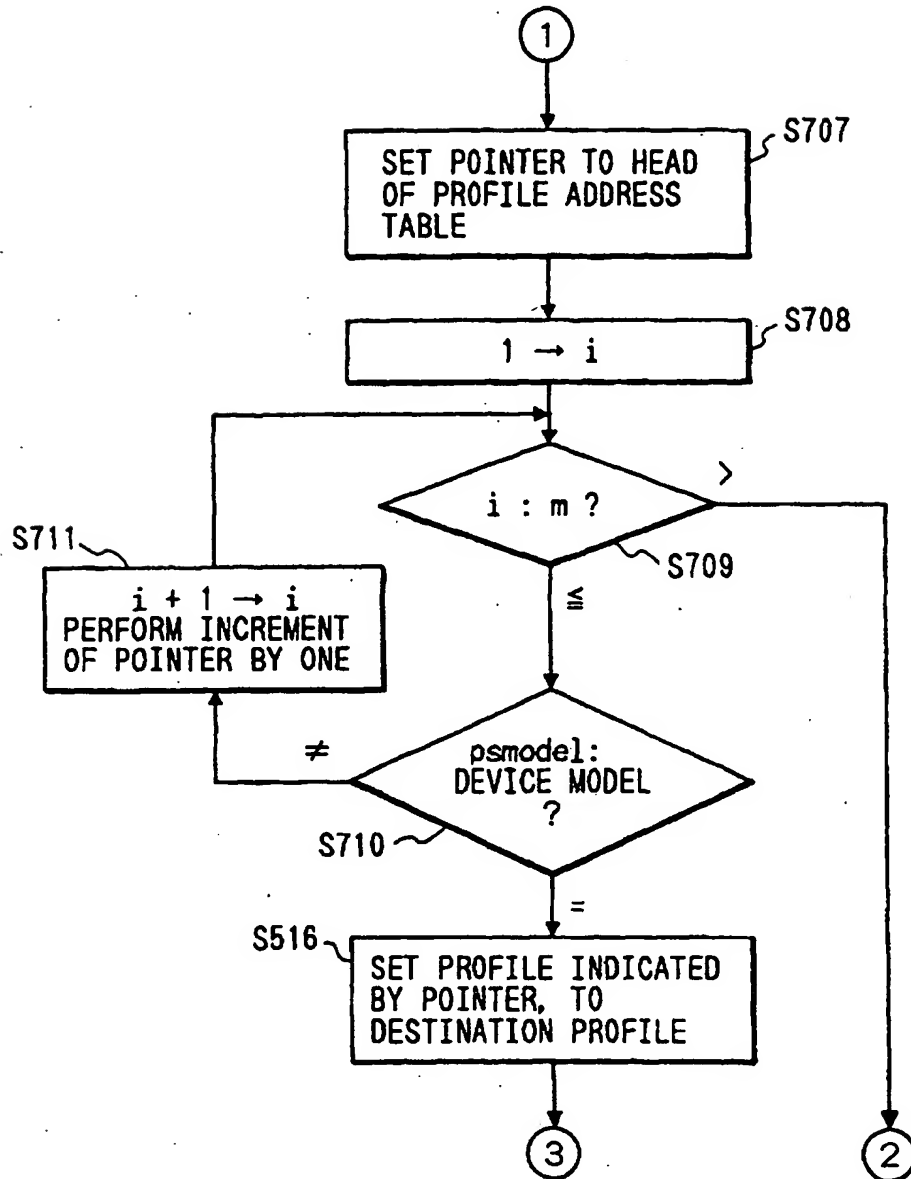 1
S707
SET POINTER TO HEAD
OF PROFILE ADDRESS
TABLE
S708
1 → i
>
i : m ?
S709
≦
S711
i + 1 → i
PERFORM INCREMENT
OF POINTER BY ONE
≠
psmodel:
DEVICE MODEL
?
S710
=
S516
SET PROFILE INDICATED
BY POINTER, TO
DESTINATION PROFILE
3
2